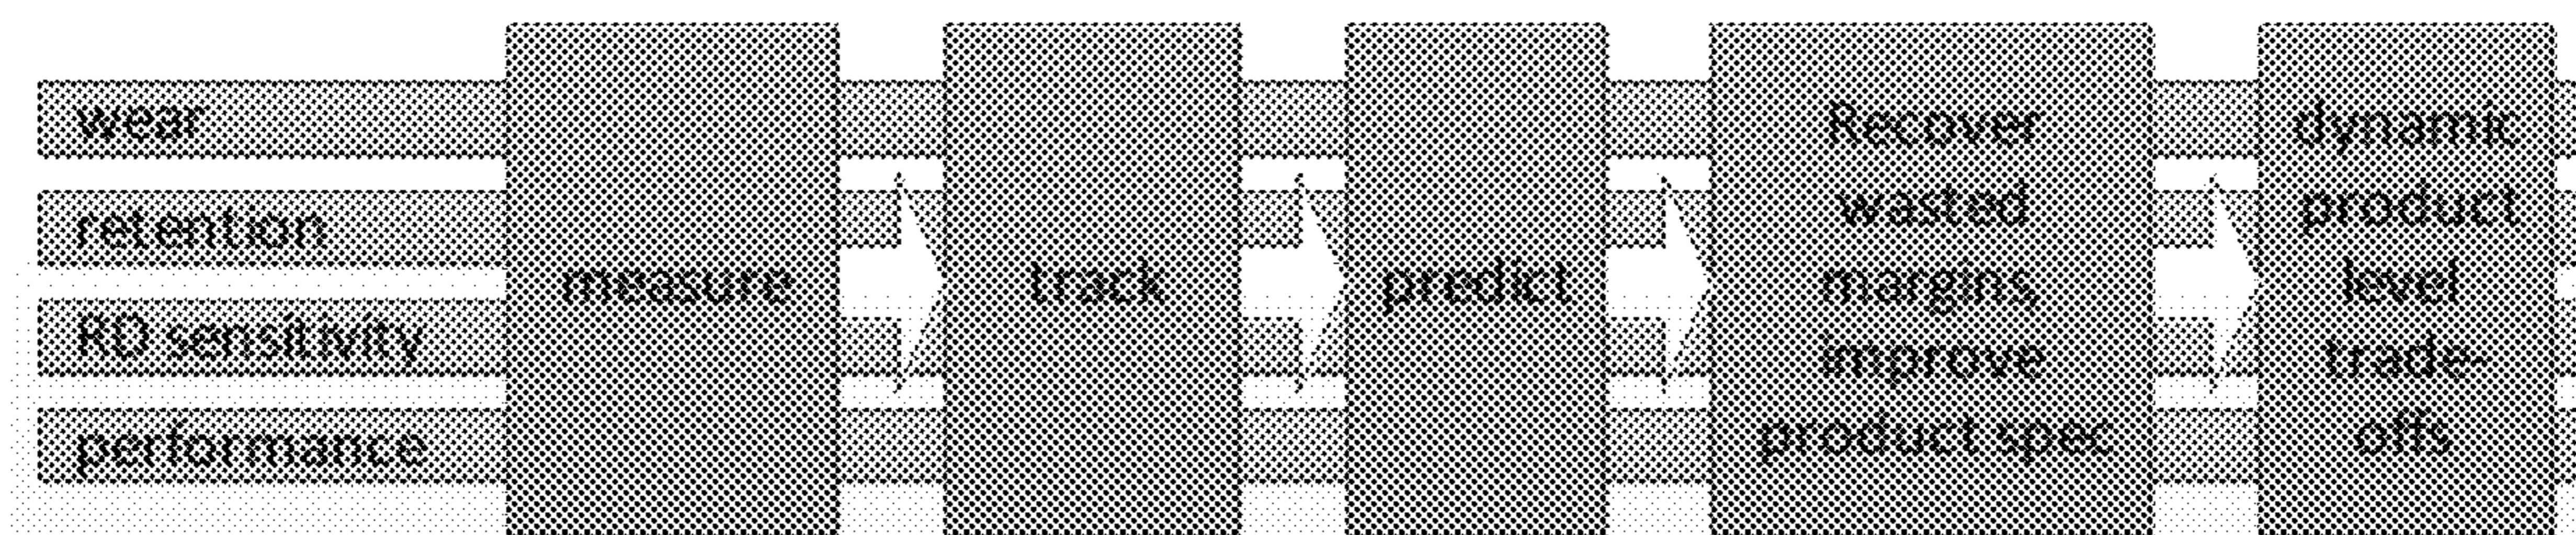 wear
retention
RD sensitivity
performance
measure
track
predict
Recover
wasted
margins,
improve
product spec
dynamic
product
level
trade-
offs